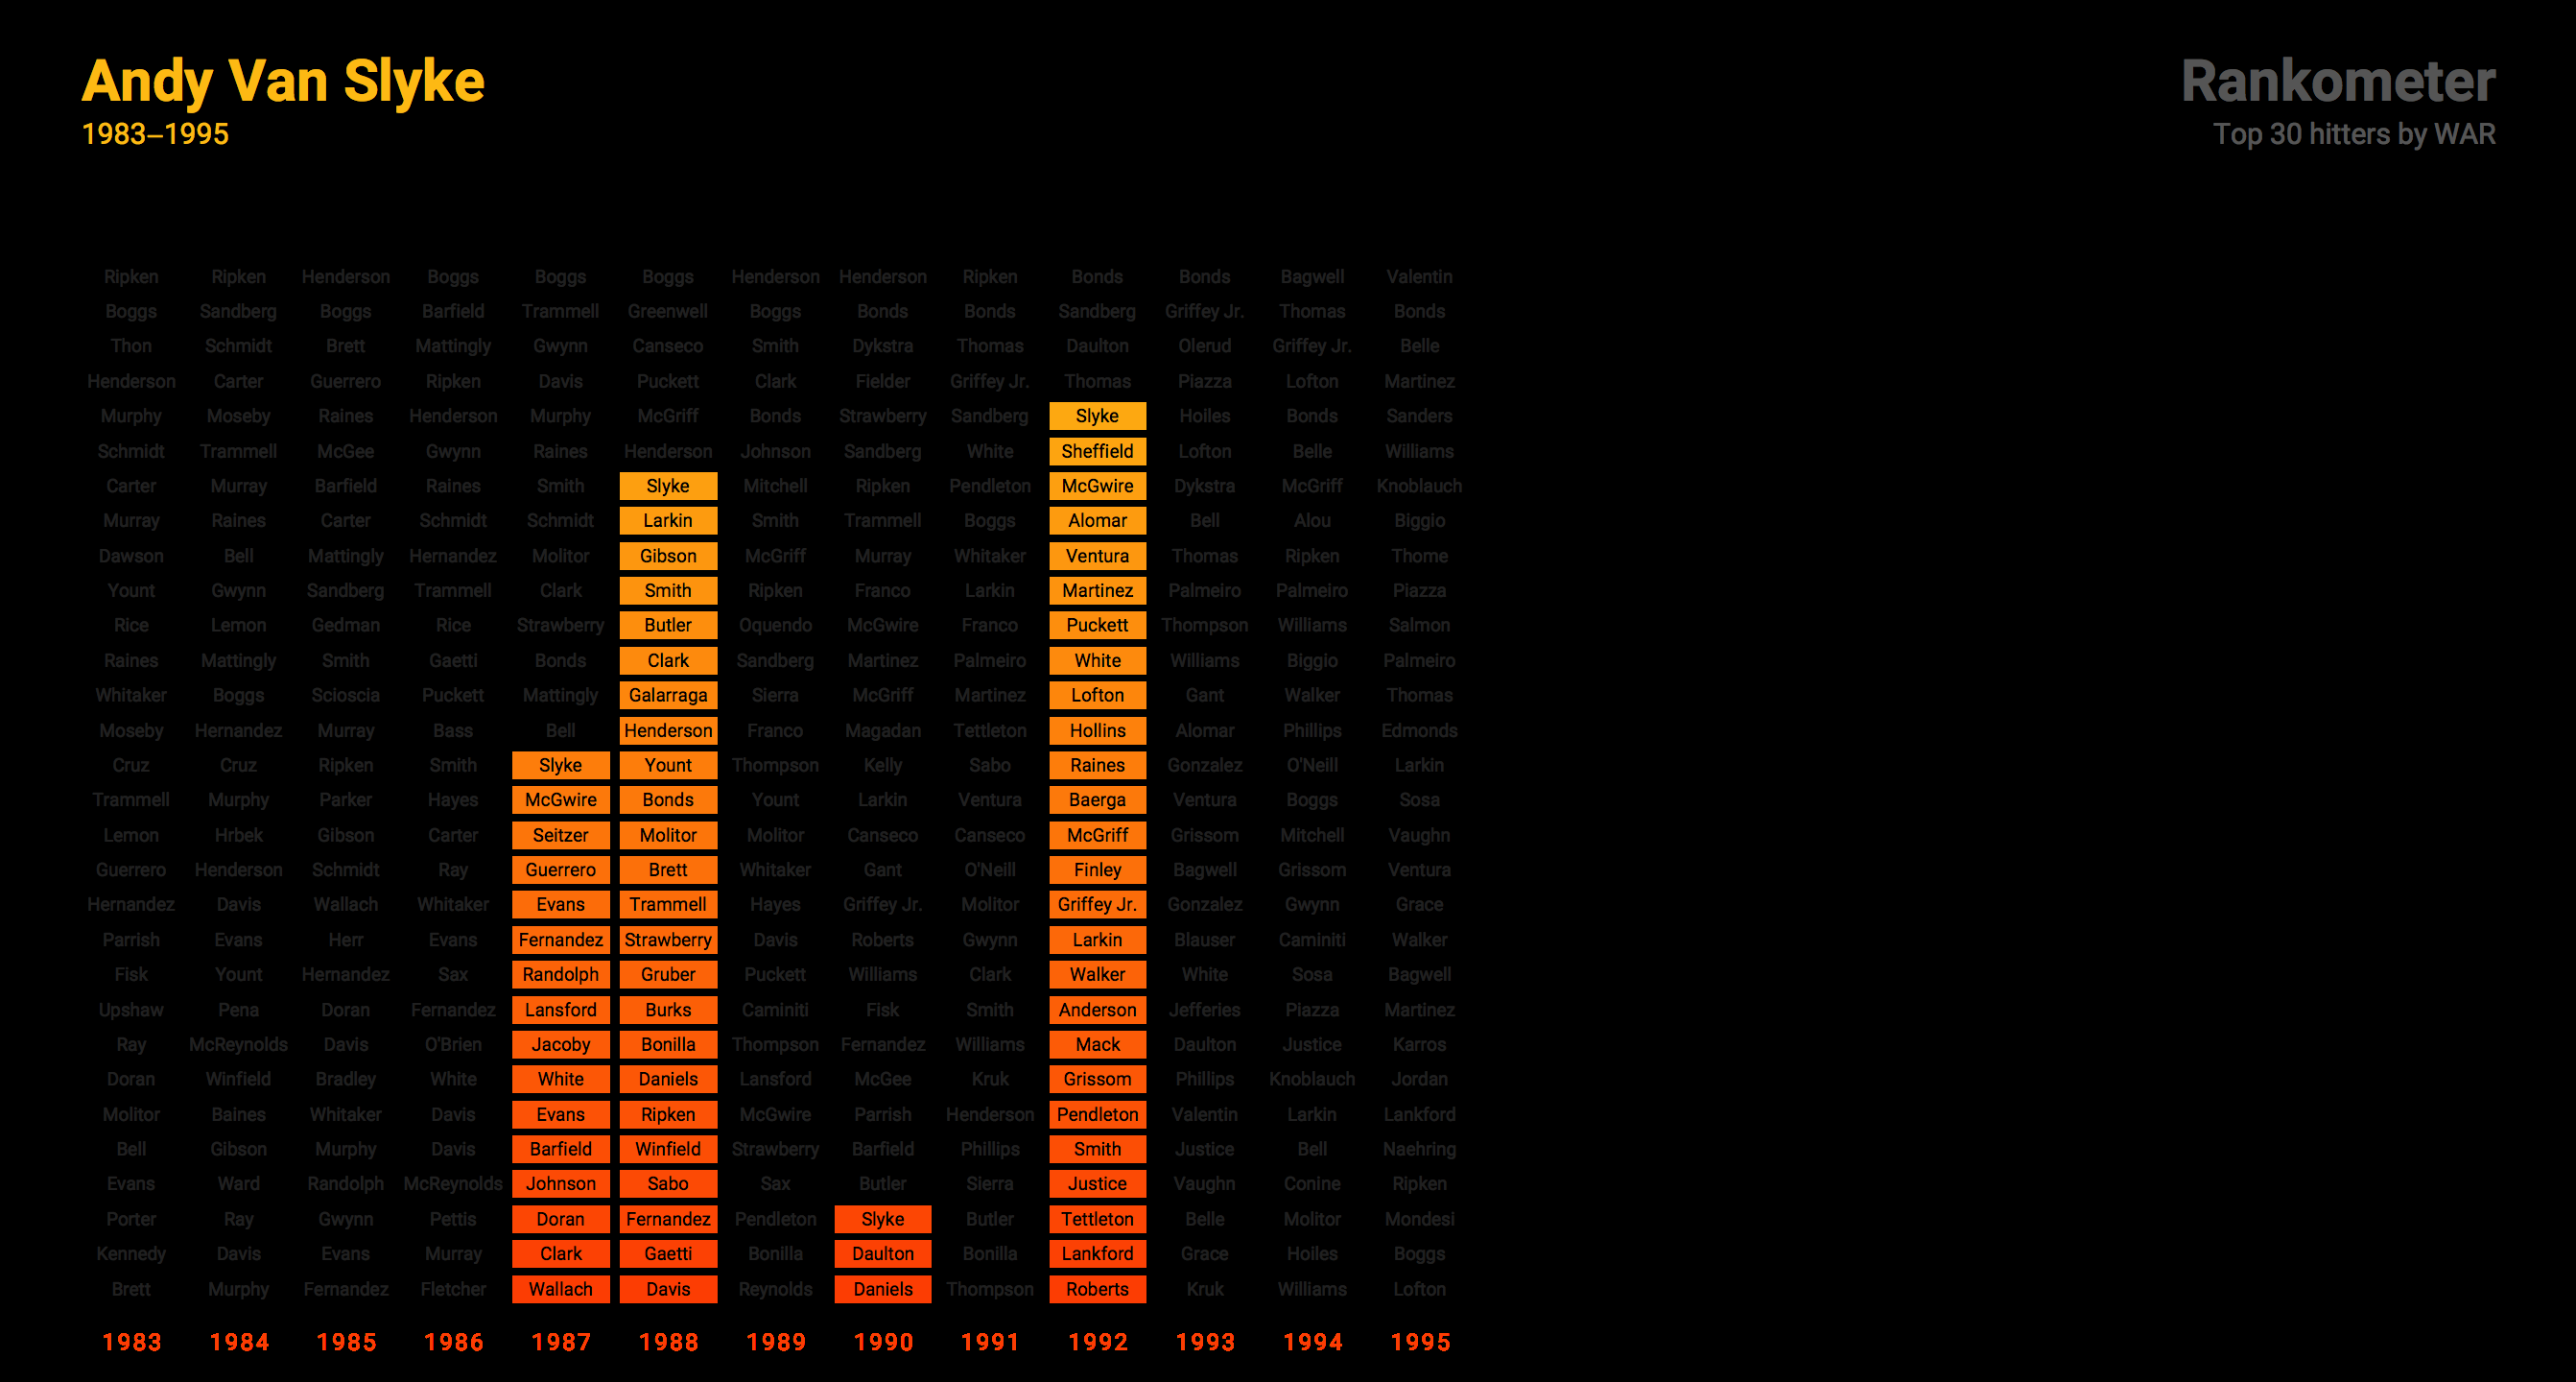 Andy Van Slyke
1983–1995
Rankometer
Top 30 hitters by WAR
Ripken Ripken Henderson Boggs Boggs Boggs Henderson Henderson Ripken Bonds Bonds Bagwell Valentin
Boggs Sandberg Boggs Barfield Trammell Greenwell Boggs Bonds Bonds Sandberg Griffey Jr. Thomas Bonds
Thon Schmidt Brett Mattingly Gwynn Canseco Smith Dykstra Thomas Daulton Olerud Griffey Jr. Belle
Henderson Carter Guerrero Ripken Davis Puckett Clark Fielder Griffey Jr. Thomas Piazza Lofton Martinez
Murphy Moseby Raines Henderson Murphy McGriff Bonds Strawberry Sandberg Slyke Hoiles Bonds Sanders
Schmidt Trammell McGee Gwynn Raines Henderson Johnson Sandberg White Sheffield Lofton Belle Williams
Carter Murray Barfield Raines Smith Slyke Mitchell Ripken Pendleton McGwire Dykstra McGriff Knoblauch
Murray Raines Carter Schmidt Schmidt Larkin Smith Trammell Boggs Alomar Bell Alou Biggio
Dawson Bell Mattingly Hernandez Molitor Gibson McGriff Murray Whitaker Ventura Thomas Ripken Thome
Yount Gwynn Sandberg Trammell Clark Smith Ripken Franco Larkin Martinez Palmeiro Palmeiro Piazza
Rice Lemon Gedman Rice Strawberry Butler Oquendo McGwire Franco Puckett Thompson Williams Salmon
Raines Mattingly Smith Gaetti Bonds Clark Sandberg Martinez Palmeiro White Williams Biggio Palmeiro
Whitaker Boggs Scioscia Puckett Mattingly Galarraga Sierra McGriff Martinez Lofton Gant Walker Thomas
Moseby Hernandez Murray Bass Bell Henderson Franco Magadan Tettleton Hollins Alomar Phillips Edmonds
Cruz Cruz Ripken Smith Slyke Yount Thompson Kelly Sabo Raines Gonzalez O'Neill Larkin
Trammell Murphy Parker Hayes McGwire Bonds Yount Larkin Ventura Baerga Ventura Boggs Sosa
Lemon Hrbek Gibson Carter Seitzer Molitor Molitor Canseco Canseco McGriff Grissom Mitchell Vaughn
Guerrero Henderson Schmidt Ray Guerrero Brett Whitaker Gant O'Neill Finley Bagwell Grissom Ventura
Hernandez Davis Wallach Whitaker Evans Trammell Hayes Griffey Jr. Molitor Griffey Jr. Gonzalez Gwynn Grace
Parrish Evans Herr Evans Fernandez Strawberry Davis Roberts Gwynn Larkin Blauser Caminiti Walker
Fisk Yount Hernandez Sax Randolph Gruber Puckett Williams Clark Walker White Sosa Bagwell
Upshaw Pena Doran Fernandez Lansford Burks Caminiti Fisk Smith Anderson Jefferies Piazza Martinez
Ray McReynolds Davis O'Brien Jacoby Bonilla Thompson Fernandez Williams Mack Daulton Justice Karros
Doran Winfield Bradley White White Daniels Lansford McGee Kruk Grissom Phillips Knoblauch Jordan
Molitor Baines Whitaker Davis Evans Ripken McGwire Parrish Henderson Pendleton Valentin Larkin Lankford
Bell Gibson Murphy Davis Barfield Winfield Strawberry Barfield Phillips Smith Justice Bell Naehring
Evans Ward Randolph McReynolds Johnson Sabo Sax Butler Sierra Justice Vaughn Conine Ripken
Porter Ray Gwynn Pettis Doran Fernandez Pendleton Slyke Butler Tettleton Belle Molitor Mondesi
Kennedy Davis Evans Murray Clark Gaetti Bonilla Daulton Bonilla Lankford Grace Hoiles Boggs
Brett Murphy Fernandez Fletcher Wallach Davis Reynolds Daniels Thompson Roberts Kruk Williams Lofton
1983 1984 1985 1986 1987 1988 1989 1990 1991 1992 1993 1994 1995